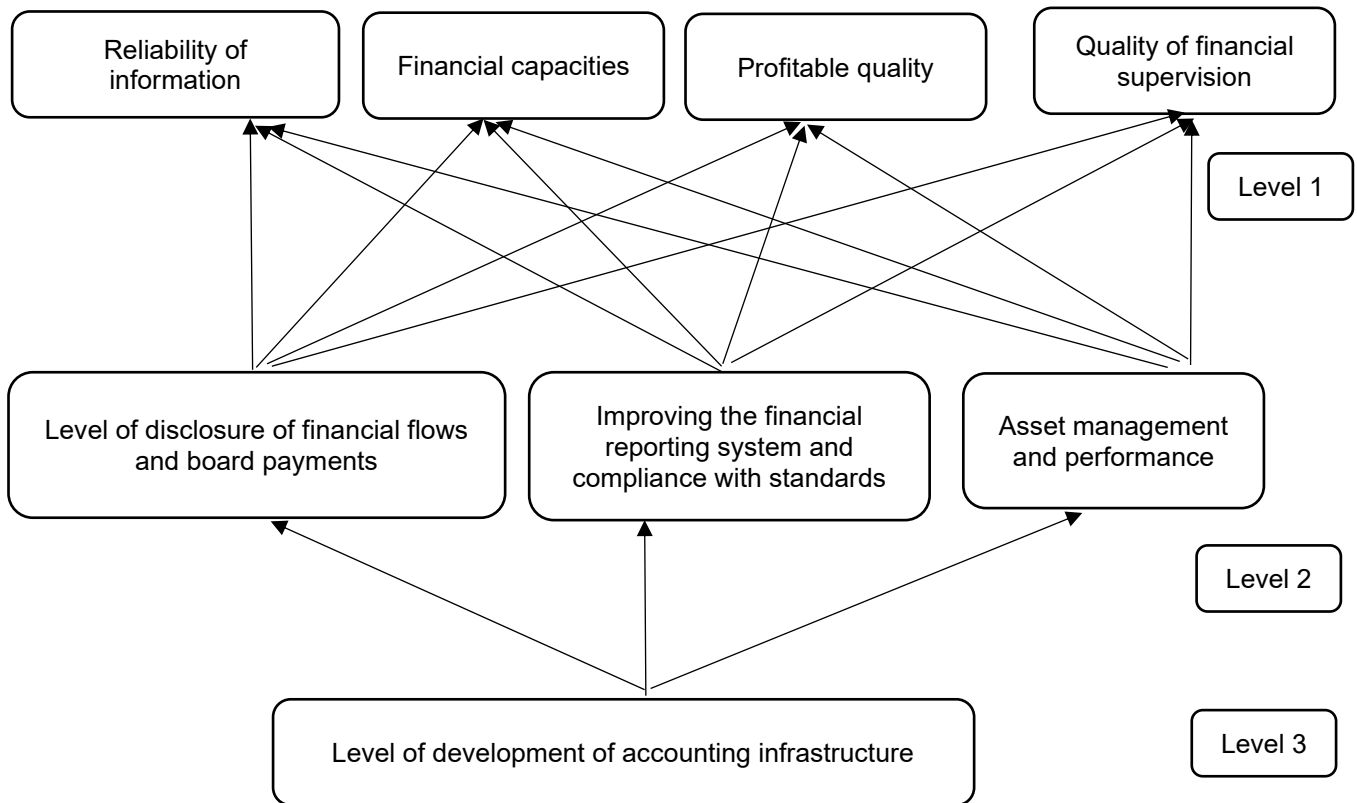 Reliability of
information
Financial capacities
Profitable quality
Quality of financial
supervision
Level 1
Level of disclosure of financial flows
and board payments
Improving the financial
reporting system and
compliance with standards
Asset management
and performance
Level 2
Level of development of accounting infrastructure
Level 3